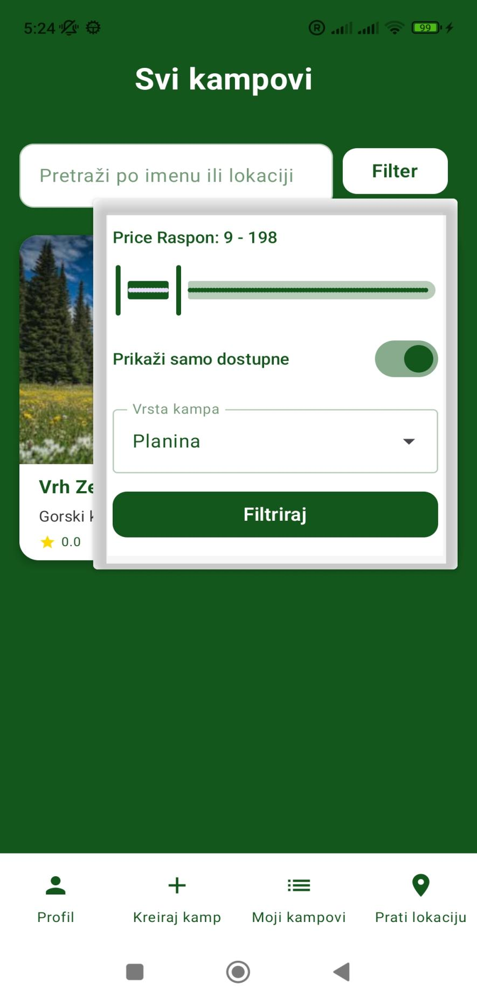 5:24
99
Svi kampovi
Pretraži po imenu ili lokaciji
Filter
Price Raspon: 9 - 198
Prikaži samo dostupne
Vrsta kampa
Planina
Filtriraj
Vrh Ze
Gorski k
0.0
Profil
Kreiraj kamp
Moji kampovi
Prati lokaciju